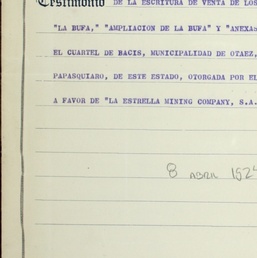 Testimonio DE LA ESCRITURA DE VENTA DE LOS
"LA BUFA," "AMPLIACION DE LA BUFA" Y "ANEXAS
EL CUARTEL DE BACIS, MUNICIPALIDAD DE OTAEZ,
PAPASQUIARO, DE ESTE ESTADO, OTORGADA POR EL
A FAVOR DE "LA ESTRELLA MINING COMPANY, S.A.
8 ABRIL 1924